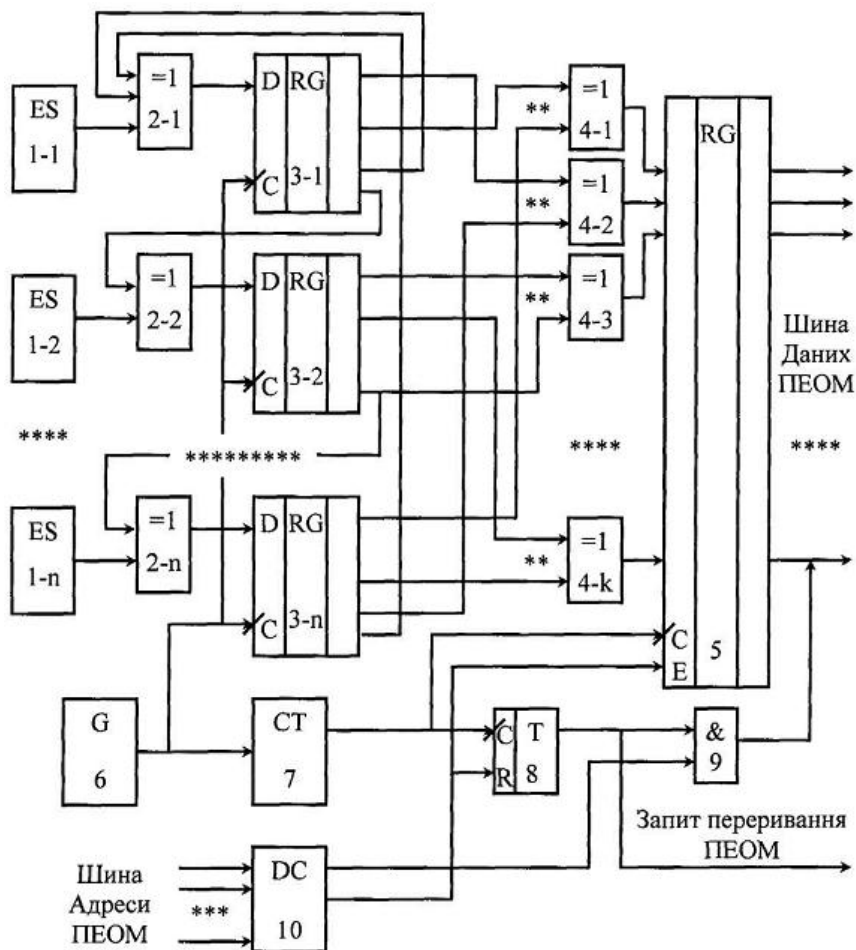 ES
1-1
=1
2-1
D RG
C 3-1
** =1
4-1
** =1
4-2
** =1
4-3
RG
C
E 5
ES
1-2
=1
2-2
D RG
C 3-2
Шина
Даних
ПЕОМ
**** ********* **** ****
ES
1-n
=1
2-n
D RG
C 3-n
** =1
4-k
G
6
CT
7
C T
R 8
&
9
Запит переривання
ПЕОМ
Шина
Адреси
ПЕОМ
***
DC
10